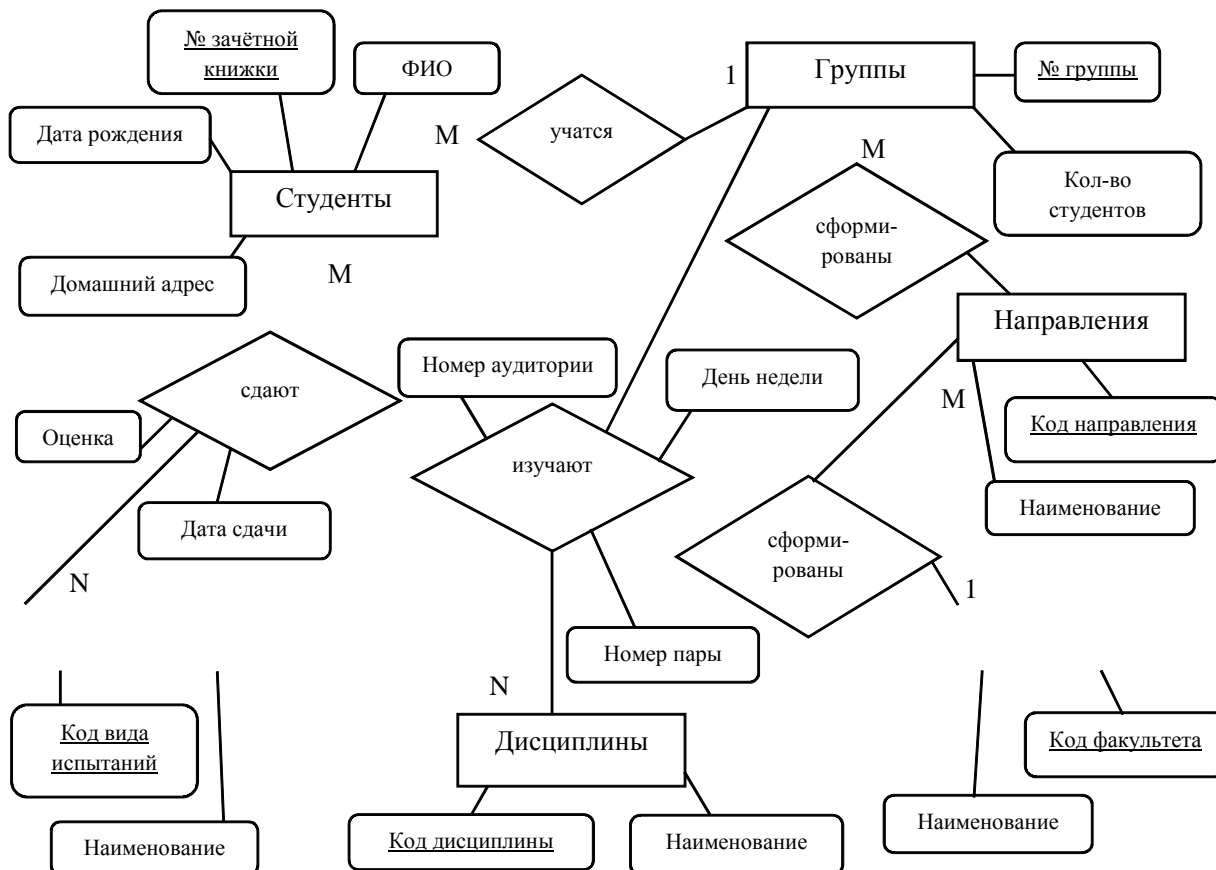 № зачётной
книжки
ФИО
Группы
1
№ группы
Дата рождения
М
учатся
М
Студенты
Кол-во
студентов
сформи-
рованы
Домашний адрес
М
Направления
Номер аудитории
День недели
сдают
М
Код направления
Оценка
изучают
Наименование
Дата сдачи
сформи-
рованы
N
1
Номер пары
N
Код вида
испытаний
Дисциплины
Код факультета
Наименование
Код дисциплины
Наименование
Наименование